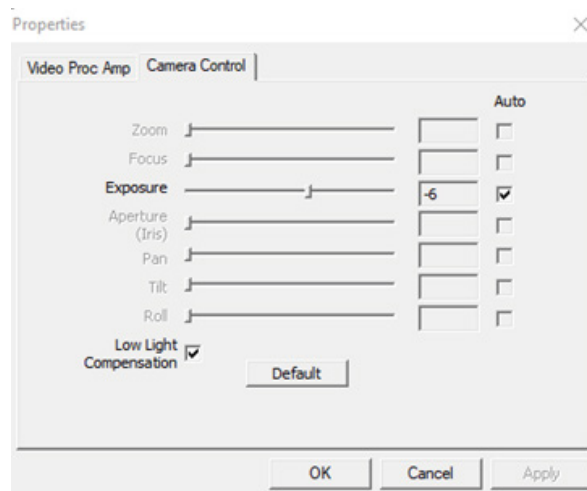 Properties
Video Proc Amp Camera Control
Auto
Zoom
Focus
Exposure -6
Aperture
(Iris)
Pan
Tilt
Roll
Low Light
Compensation
Default
OK Cancel Apply